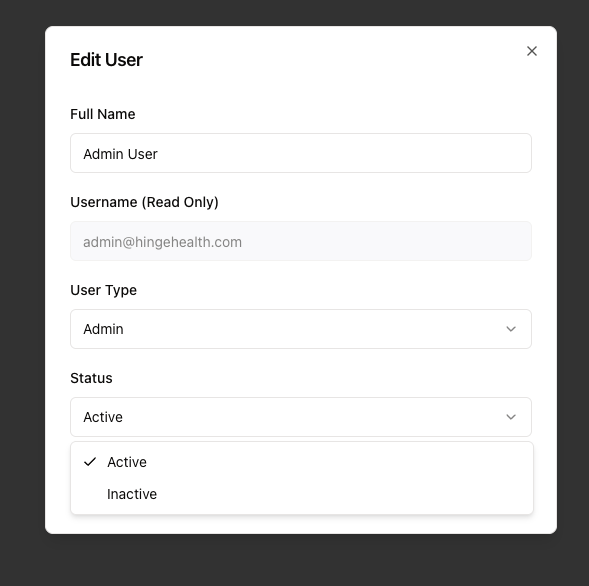 Edit User
Full Name
Admin User
Username (Read Only)
admin@hingehealth.com
User Type
Admin
Status
Active
Active
Inactive